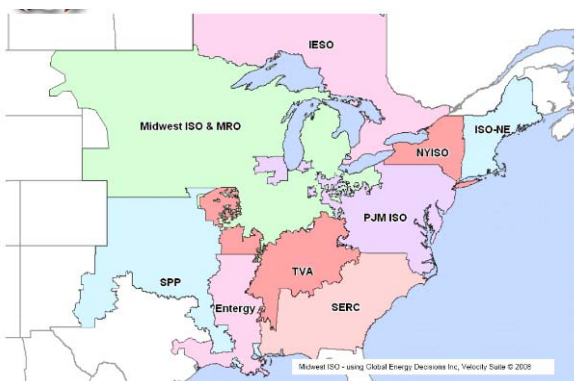 IESO
Midwest ISO & MRO
ISO-NE
NYISO
PJM ISO
SPP
TVA
Entergy
SERC
Midwest ISO - using Global Energy Decisions Inc, Velocity Suite © 2008